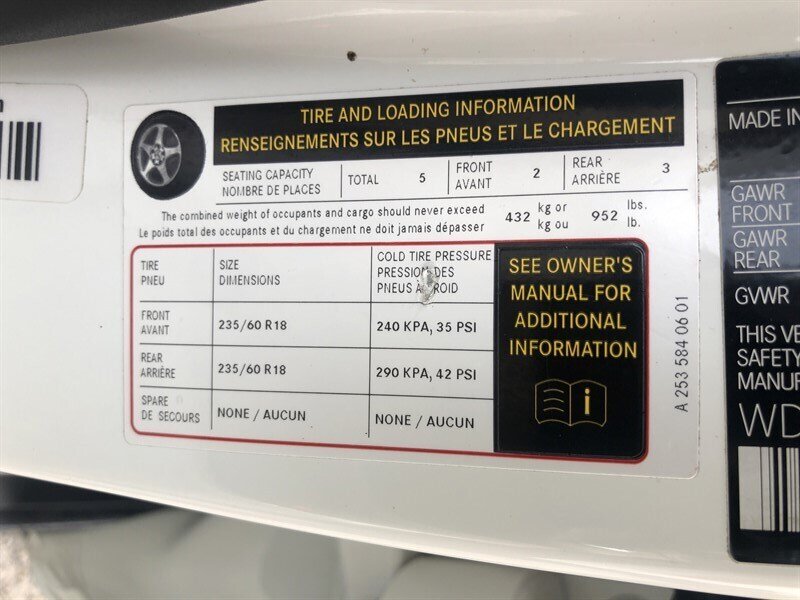 TIRE AND LOADING INFORMATION
RENSEIGNEMENTS SUR LES PNEUS ET LE CHARGEMENT
SEATING CAPACITY
NOMBRE DE PLACES
TOTAL 5
FRONT
AVANT
2
REAR
ARRIÈRE
3
The combined weight of occupants and cargo should never exceed
Le poids total des occupants et du chargement ne doit jamais dépasser
432 kg or
kg ou
952 lbs.
lb.
TIRE
PNEU
SIZE
DIMENSIONS
COLD TIRE PRESSURE
PRESSION DES
PNEUS À FROID
FRONT
AVANT
235/60 R18
240 KPA, 35 PSI
REAR
ARRIÈRE
235/60 R18
290 KPA, 42 PSI
SPARE
DE SECOURS
NONE / AUCUN
NONE / AUCUN
SEE OWNER'S
MANUAL FOR
ADDITIONAL
INFORMATION
i
A 253 584 06 01
MADE IN
GAWR
FRONT
GAWR
REAR
GVWR
THIS VE
SAFETY
MANUF
WD